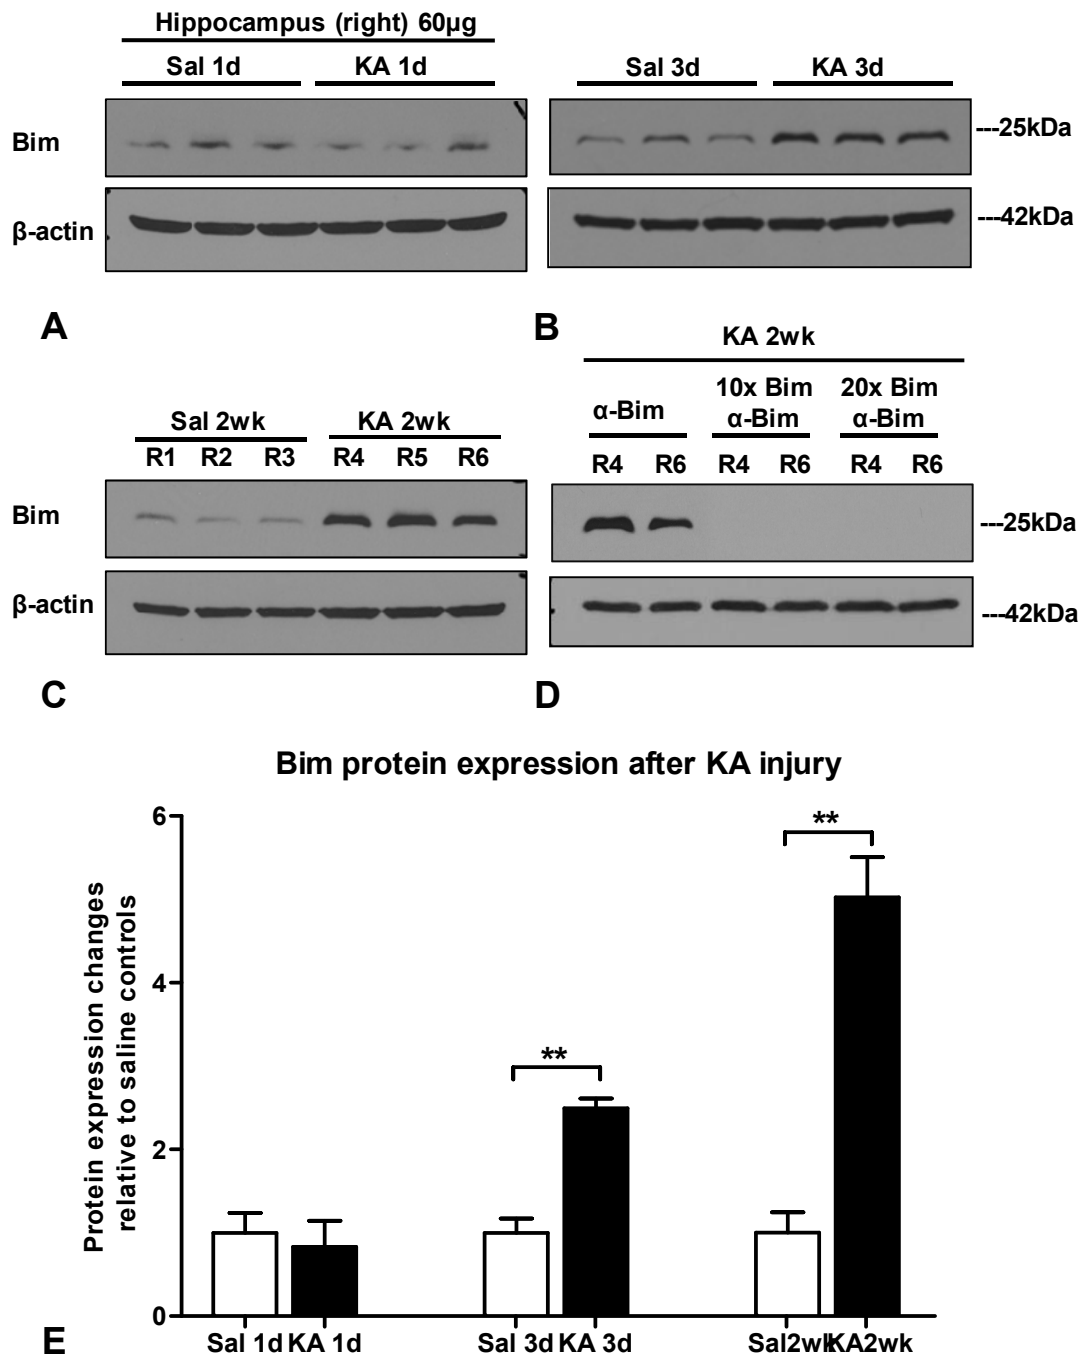 Hippocampus (right) 60µg
Sal 1d KA 1d Sal 3d KA 3d
Bim ---25kDa
β-actin ---42kDa
A B
KA 2wk
Sal 2wk KA 2wk α-Bim 10x Bim α-Bim 20x Bim α-Bim
R1 R2 R3 R4 R5 R6 R4 R6 R4 R6 R4 R6
Bim ---25kDa
β-actin ---42kDa
C D
Bim protein expression after KA injury
Protein expression changes
relative to saline controls
6
**
4
**
2
0
Sal 1d KA 1d Sal 3d KA 3d Sal2wk KA2wk
E